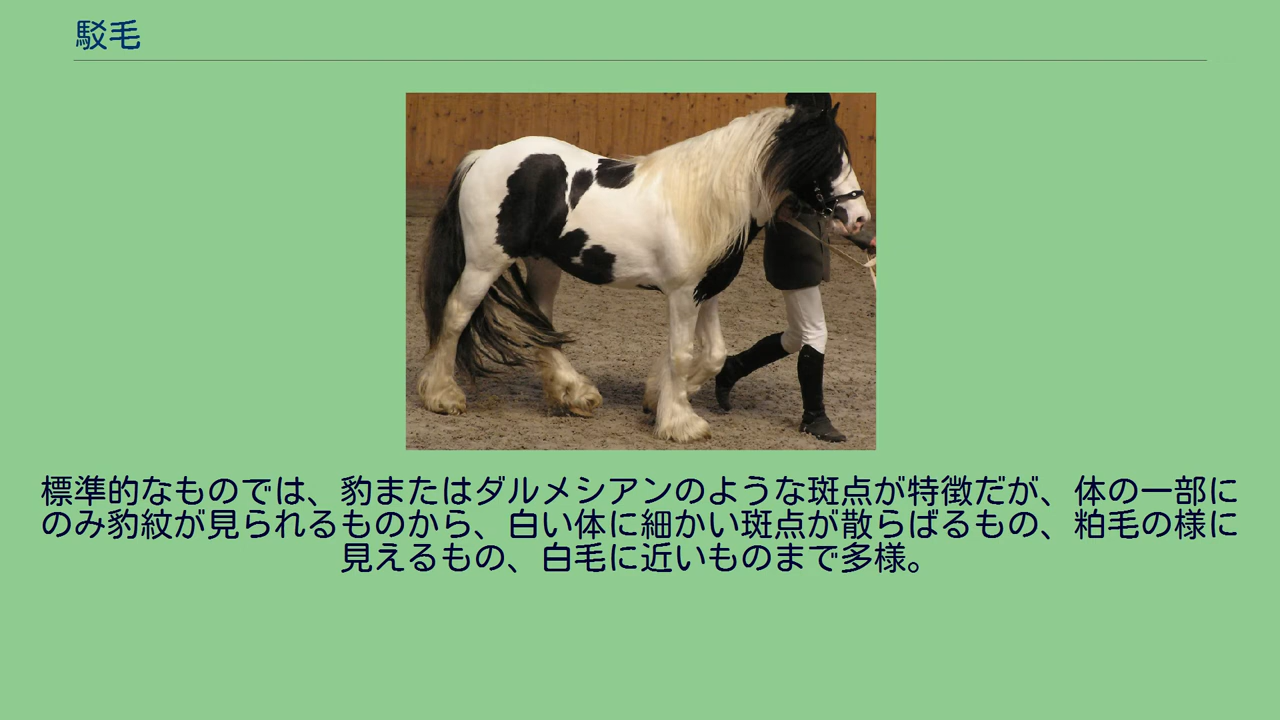 駁毛
標準的なものでは、豹またはダルメシアンのような斑点が特徴だが、体の一部に
のみ豹紋が見られるものから、白い体に細かい斑点が散らばるもの、粕毛の様に
見えるもの、白毛に近いものまで多様。